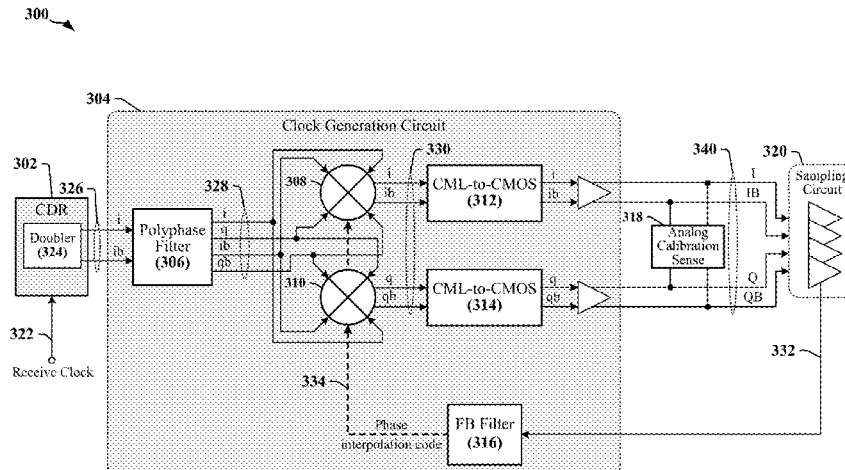 300
304
Clock Generation Circuit
302
CDR
Doubler
(324)
326
i
ib
Polyphase
Filter
(306)
328
i
q
ib
qb
308
310
330
i
ib
q
qb
CML-to-CMOS
(312)
CML-to-CMOS
(314)
i
ib
q
qb
318
Analog
Calibration
Sense
340
I
IB
Q
QB
320
Sampling
Circuit
322
Receive Clock
332
334
Phase
interpolation code
FB Filter
(316)